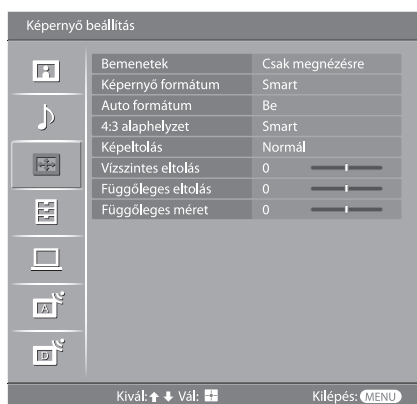 Képernyő beállítás
Bemenetek Csak megnézésre
Képernyő formátum Smart
Auto formátum Be
4:3 alaphelyzet Smart
Képeltolás Normál
Vízszintes eltolás 0
Függőleges eltolás 0
Függőleges méret 0
A
D
Kivál: Vál: Kilépés: MENU